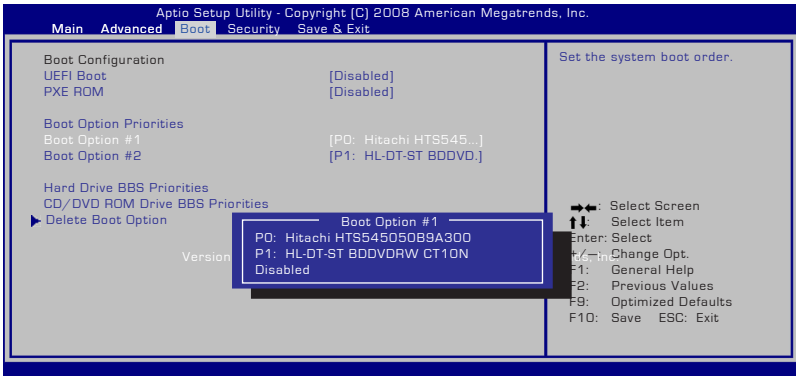 Aptio Setup Utility - Copyright (C) 2008 American Megatrends, Inc.
Main Advanced Boot Security Save & Exit
Boot Configuration
UEFI Boot [Disabled]
PXE ROM [Disabled]
Boot Option Priorities
Boot Option #1 [P0: Hitachi HTS545...]
Boot Option #2 [P1: HL-DT-ST BDDVD.]
Hard Drive BBS Priorities
CD/DVD ROM Drive BBS Priorities
Delete Boot Option
Boot Option #1
P0: Hitachi HTS545050B9A300
P1: HL-DT-ST BDDVDRW CT10N
Disabled
Version
Set the system boot order.
: Select Screen
: Select Item
Enter: Select
+/—: Change Opt.
F1: General Help
F2: Previous Values
F9: Optimized Defaults
F10: Save ESC: Exit